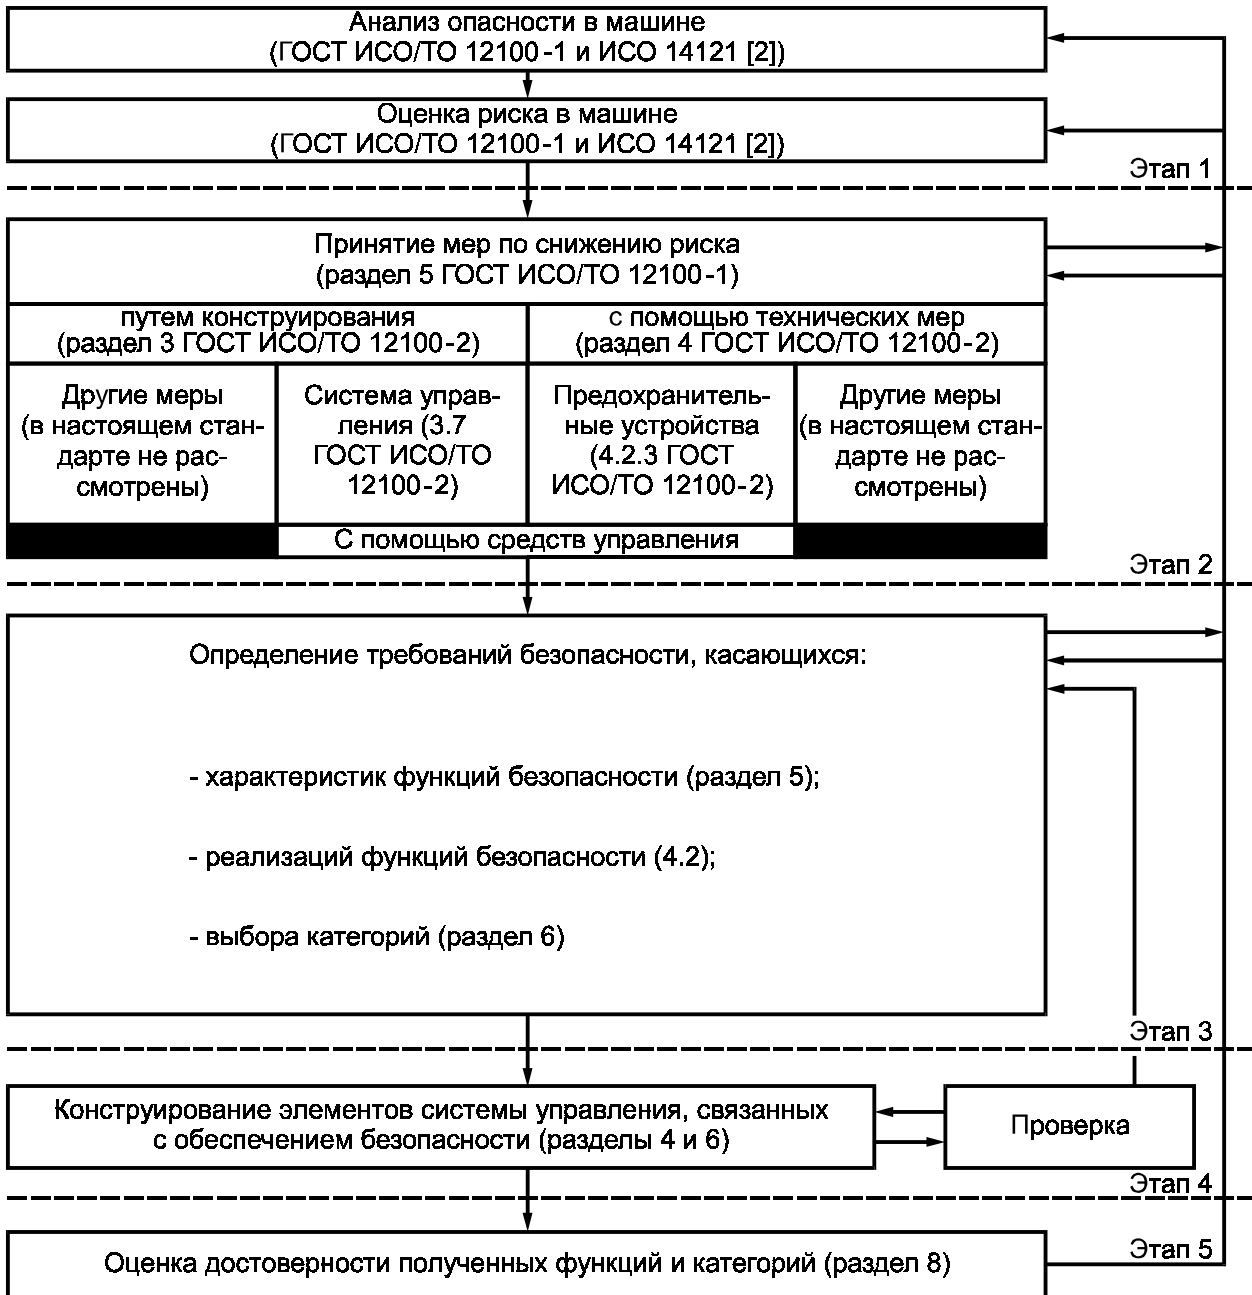 Анализ опасности в машине
(ГОСТ ИСО/ТО 12100-1 и ИСО 14121 [2])
Оценка риска в машине
(ГОСТ ИСО/ТО 12100-1 и ИСО 14121 [2])
Этап 1
Принятие мер по снижению риска
(раздел 5 ГОСТ ИСО/ТО 12100-1)
путем конструирования
(раздел 3 ГОСТ ИСО/ТО 12100-2)
с помощью технических мер
(раздел 4 ГОСТ ИСО/ТО 12100-2)
Другие меры
(в настоящем стан-
дарте не рас-
смотрены)
Система управ-
ления (3.7
ГОСТ ИСО/ТО
12100-2)
Предохранитель-
ные устройства
(4.2.3 ГОСТ
ИСО/ТО 12100-2)
Другие меры
(в настоящем стан-
дарте не рас-
смотрены)
С помощью средств управления
Этап 2
Определение требований безопасности, касающихся:
- характеристик функций безопасности (раздел 5);
- реализаций функций безопасности (4.2);
- выбора категорий (раздел 6)
Этап 3
Конструирование элементов системы управления, связанных
с обеспечением безопасности (разделы 4 и 6)
Проверка
Этап 4
Оценка достоверности полученных функций и категорий (раздел 8)
Этап 5